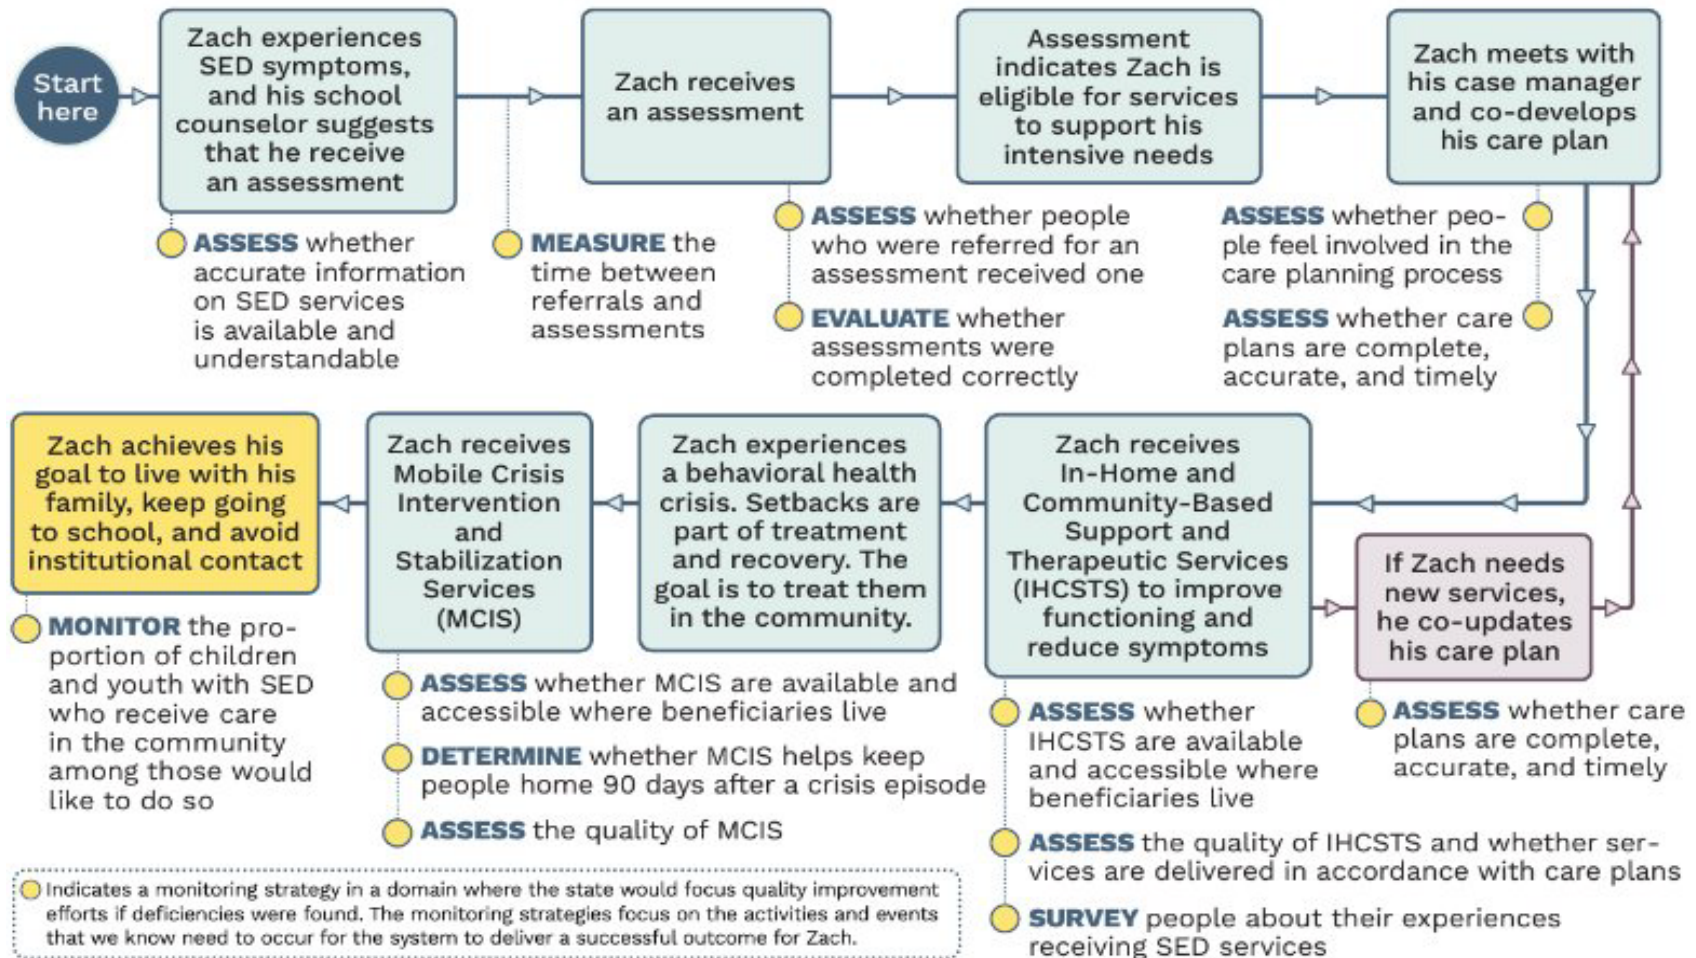 Start
here
Zach experiences
SED symptoms,
and his school
counselor suggests
that he receive
an assessment
Zach receives
an assessment
Assessment
indicates Zach is
eligible for services
to support his
intensive needs
Zach meets with
his case manager
and co-develops
his care plan
ASSESS whether
accurate information
on SED services
is available and
understandable
MEASURE the
time between
referrals and
assessments
ASSESS whether people
who were referred for an
assessment received one
EVALUATE whether
assessments were
completed correctly
ASSESS whether peo-
ple feel involved in the
care planning process
ASSESS whether care
plans are complete,
accurate, and timely
Zach achieves his
goal to live with his
family, keep going
to school, and avoid
institutional contact
Zach receives
Mobile Crisis
Intervention
and
Stabilization
Services
(MCIS)
Zach experiences
a behavioral health
crisis. Setbacks are
part of treatment
and recovery. The
goal is to treat them
in the community.
Zach receives
In-Home and
Community-Based
Support and
Therapeutic Services
(IHCSTS) to improve
functioning and
reduce symptoms
If Zach needs
new services,
he co-updates
his care plan
MONITOR the pro-
portion of children
and youth with SED
who receive care
in the community
among those would
like to do so
ASSESS whether MCIS are available and
accessible where beneficiaries live
DETERMINE whether MCIS helps keep
people home 90 days after a crisis episode
ASSESS the quality of MCIS
ASSESS whether
IHCSTS are available
and accessible where
beneficiaries live
ASSESS the quality of IHCSTS and whether ser-
vices are delivered in accordance with care plans
SURVEY people about their experiences
receiving SED services
ASSESS whether care
plans are complete,
accurate, and timely
Indicates a monitoring strategy in a domain where the state would focus quality improvement
efforts if deficiencies were found. The monitoring strategies focus on the activities and events
that we know need to occur for the system to deliver a successful outcome for Zach.